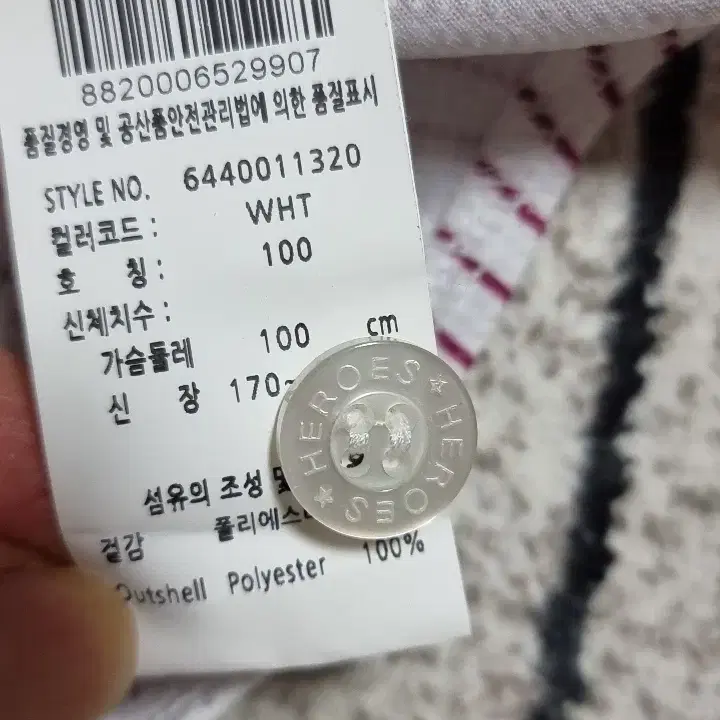 8820006529907
품질경영 및 공산품안전관리법에 의한 품질표시
STYLE NO. 6440011320
컬러코드 : WHT
호 칭 : 100
신체치수 :
가슴둘레 100 cm
신 장 170~
섬유의 조성 및
겉감 폴리에스
Outshell Polyester 100%
HEROES ☆ HEROES ☆